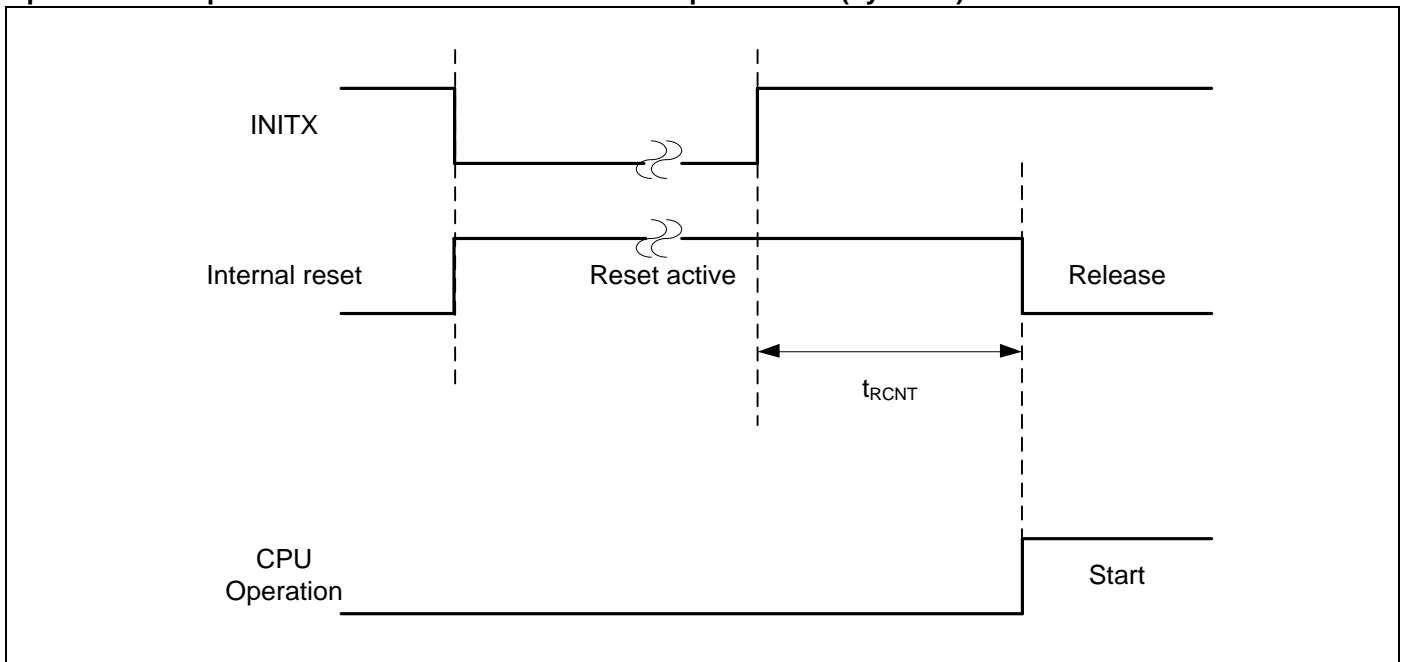 INITX
Internal reset
Reset active
Release
tRCNT
CPU
Operation
Start